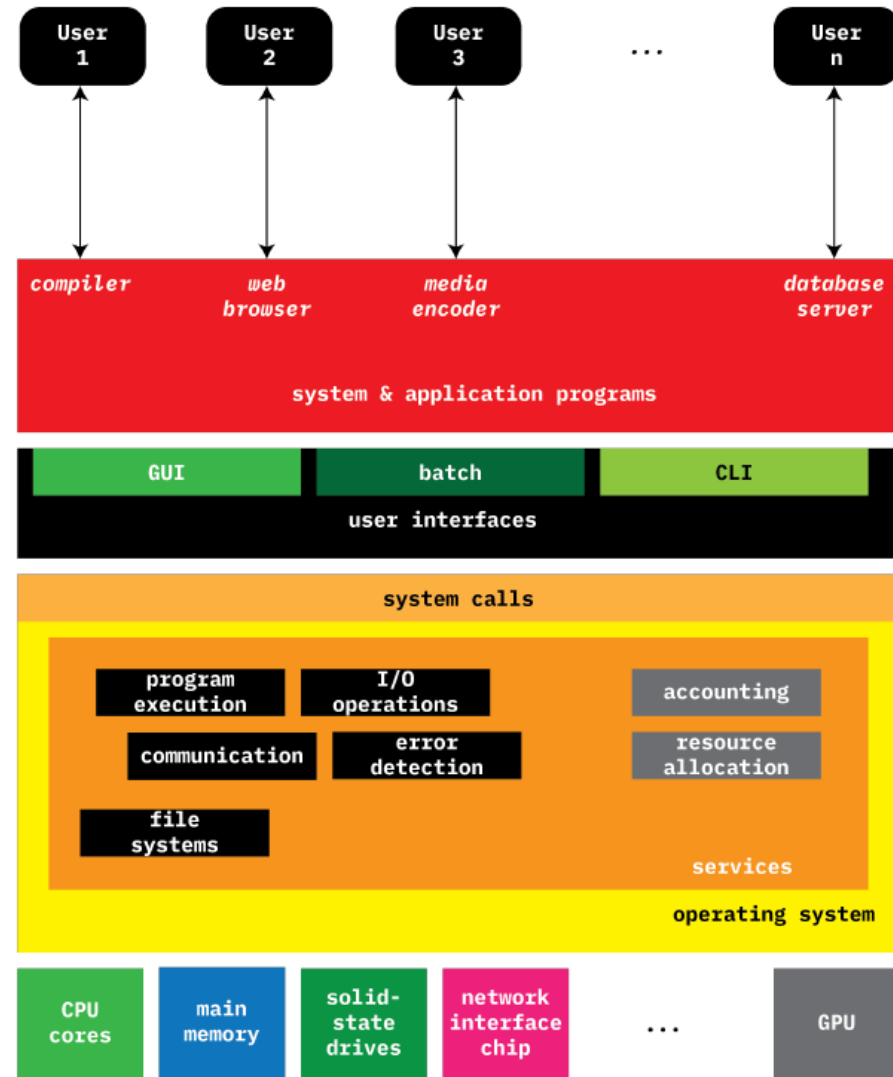 User
1
User
2
User
3
...
User
n
compiler
web
browser
media
encoder
database
server
system & application programs
GUI
batch
CLI
user interfaces
system calls
program
execution
I/O
operations
accounting
communication
error
detection
resource
allocation
file
systems
services
operating system
CPU
cores
main
memory
solid-
state
drives
network
interface
chip
...
GPU